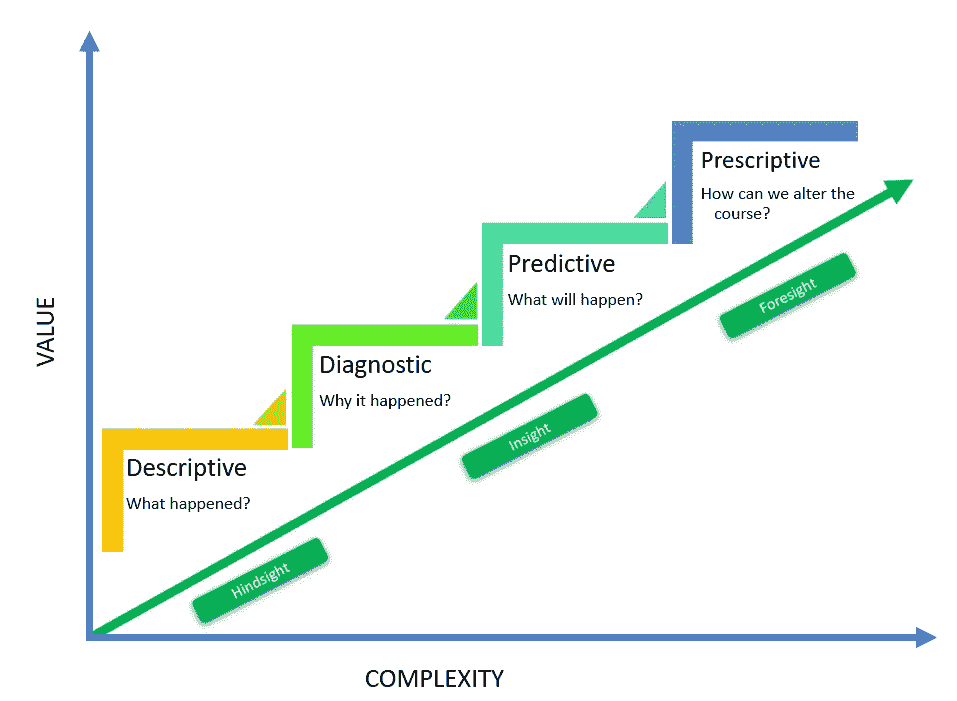 Prescriptive
How can we alter the
course?
Predictive
What will happen?
Foresight
VALUE
Diagnostic
Why it happened?
Insight
Descriptive
What happened?
Hindsight
COMPLEXITY